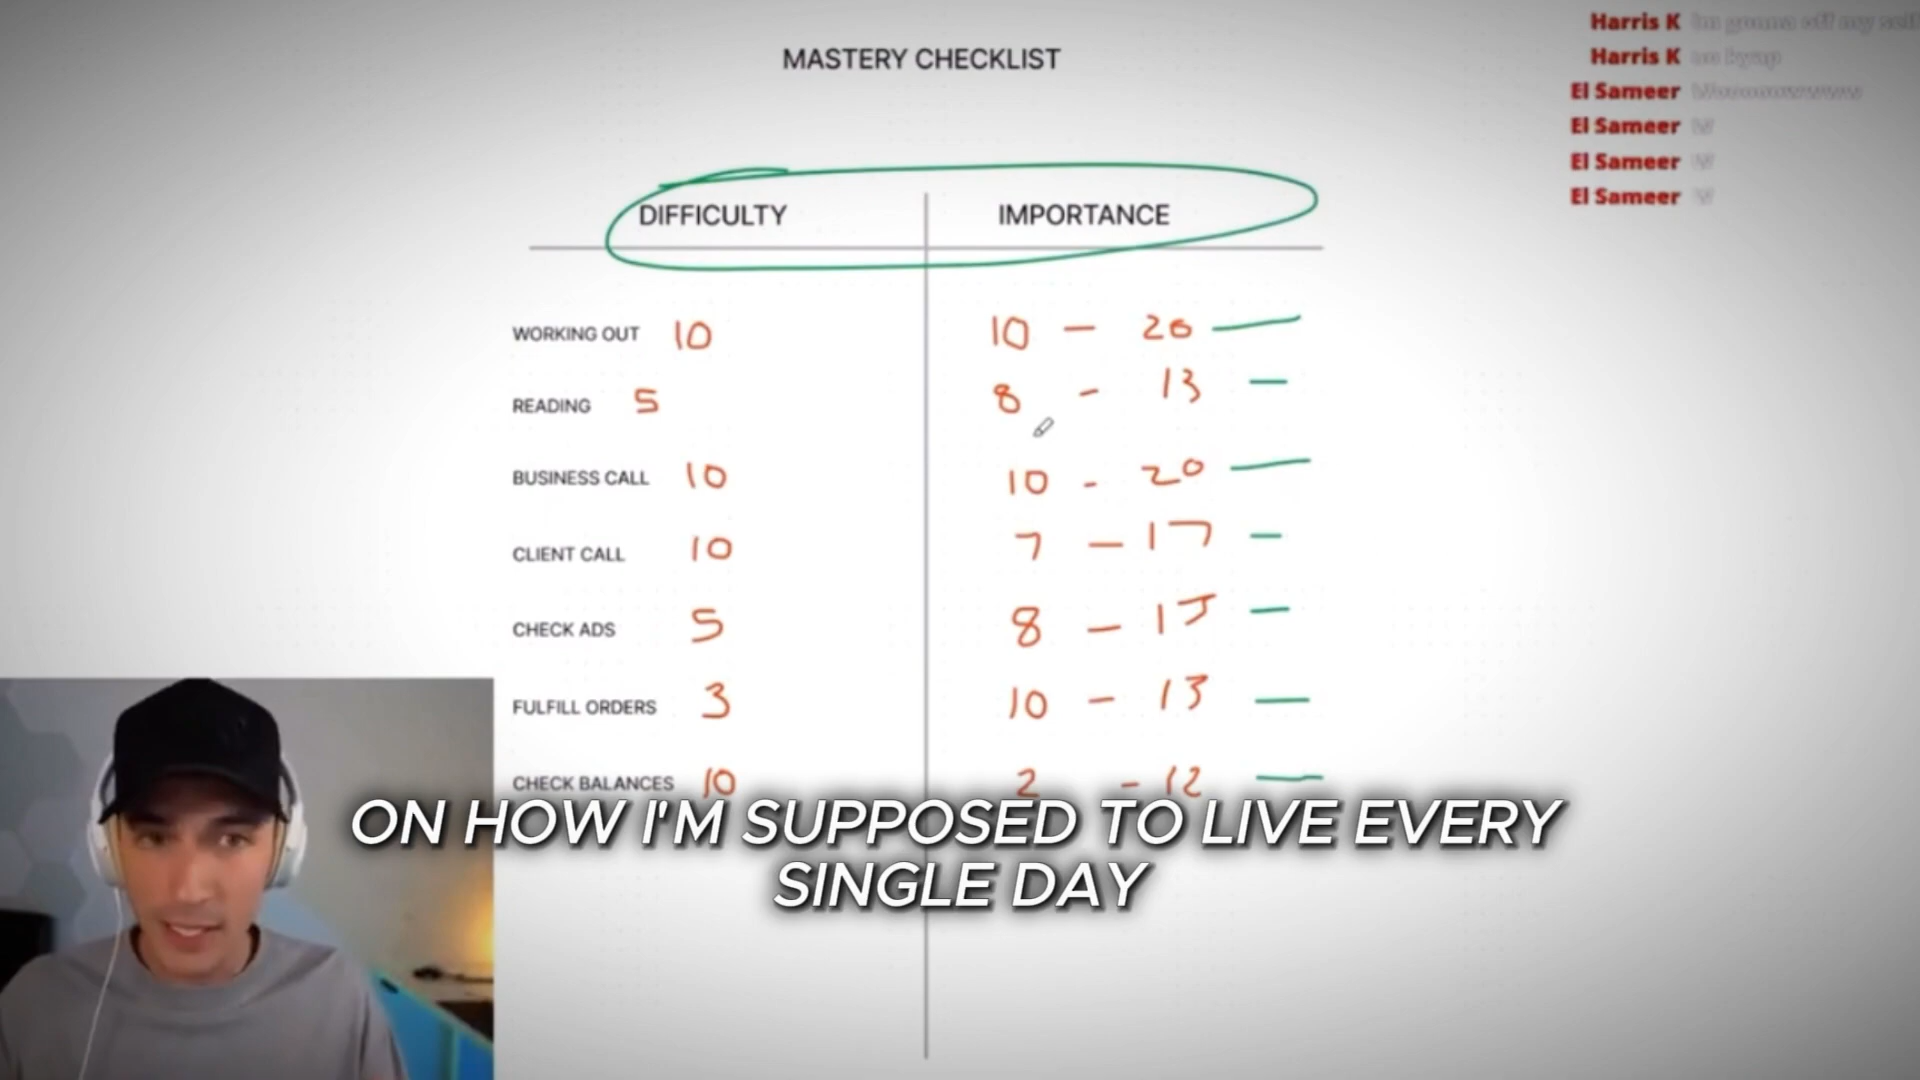 MASTERY CHECKLIST
Harris K
Harris K
El Sameer
El Sameer W
El Sameer W
El Sameer W
DIFFICULTY IMPORTANCE
WORKING OUT 10 10 – 20
READING 5 8 - 13
BUSINESS CALL 10 10 - 20
CLIENT CALL 10 7 – 17
CHECK ADS 5 8 – 15
FULFILL ORDERS 3 10 – 13
CHECK BALANCES 10 2 - 12
ON HOW I'M SUPPOSED TO LIVE EVERY
SINGLE DAY